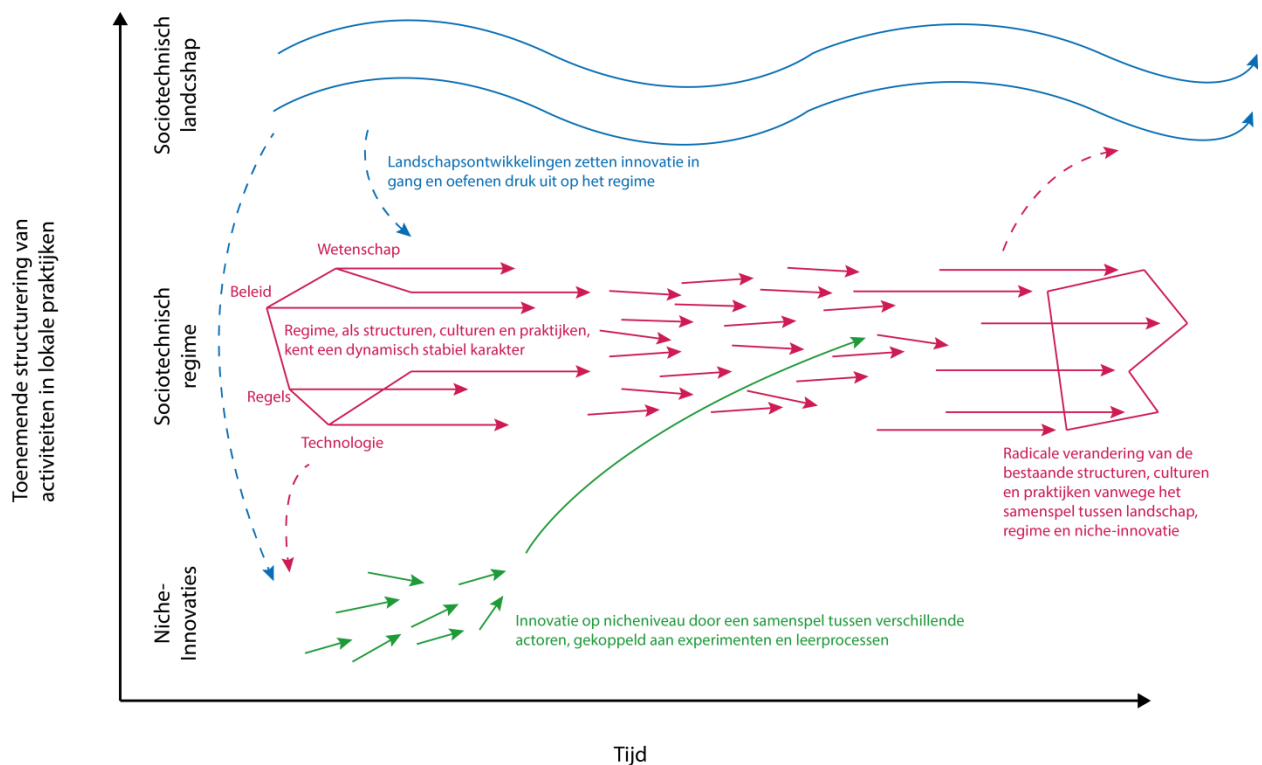 Toenemende structurering van
activiteiten in lokale praktijken
Sociotechnisch
landcshap
Landschapsontwikkelingen zetten innovatie in
gang en oefenen druk uit op het regime
Sociotechnisch
regime
Wetenschap
Beleid
Regime, als structuren, culturen en praktijken,
kent een dynamisch stabiel karakter
Regels
Technologie
Radicale verandering van de
bestaande structuren, culturen
en praktijken vanwege het
samenspel tussen landschap,
regime en niche-innovatie
Niche-
Innovaties
Innovatie op nicheniveau door een samenspel tussen verschillende
actoren, gekoppeld aan experimenten en leerprocessen
Tijd